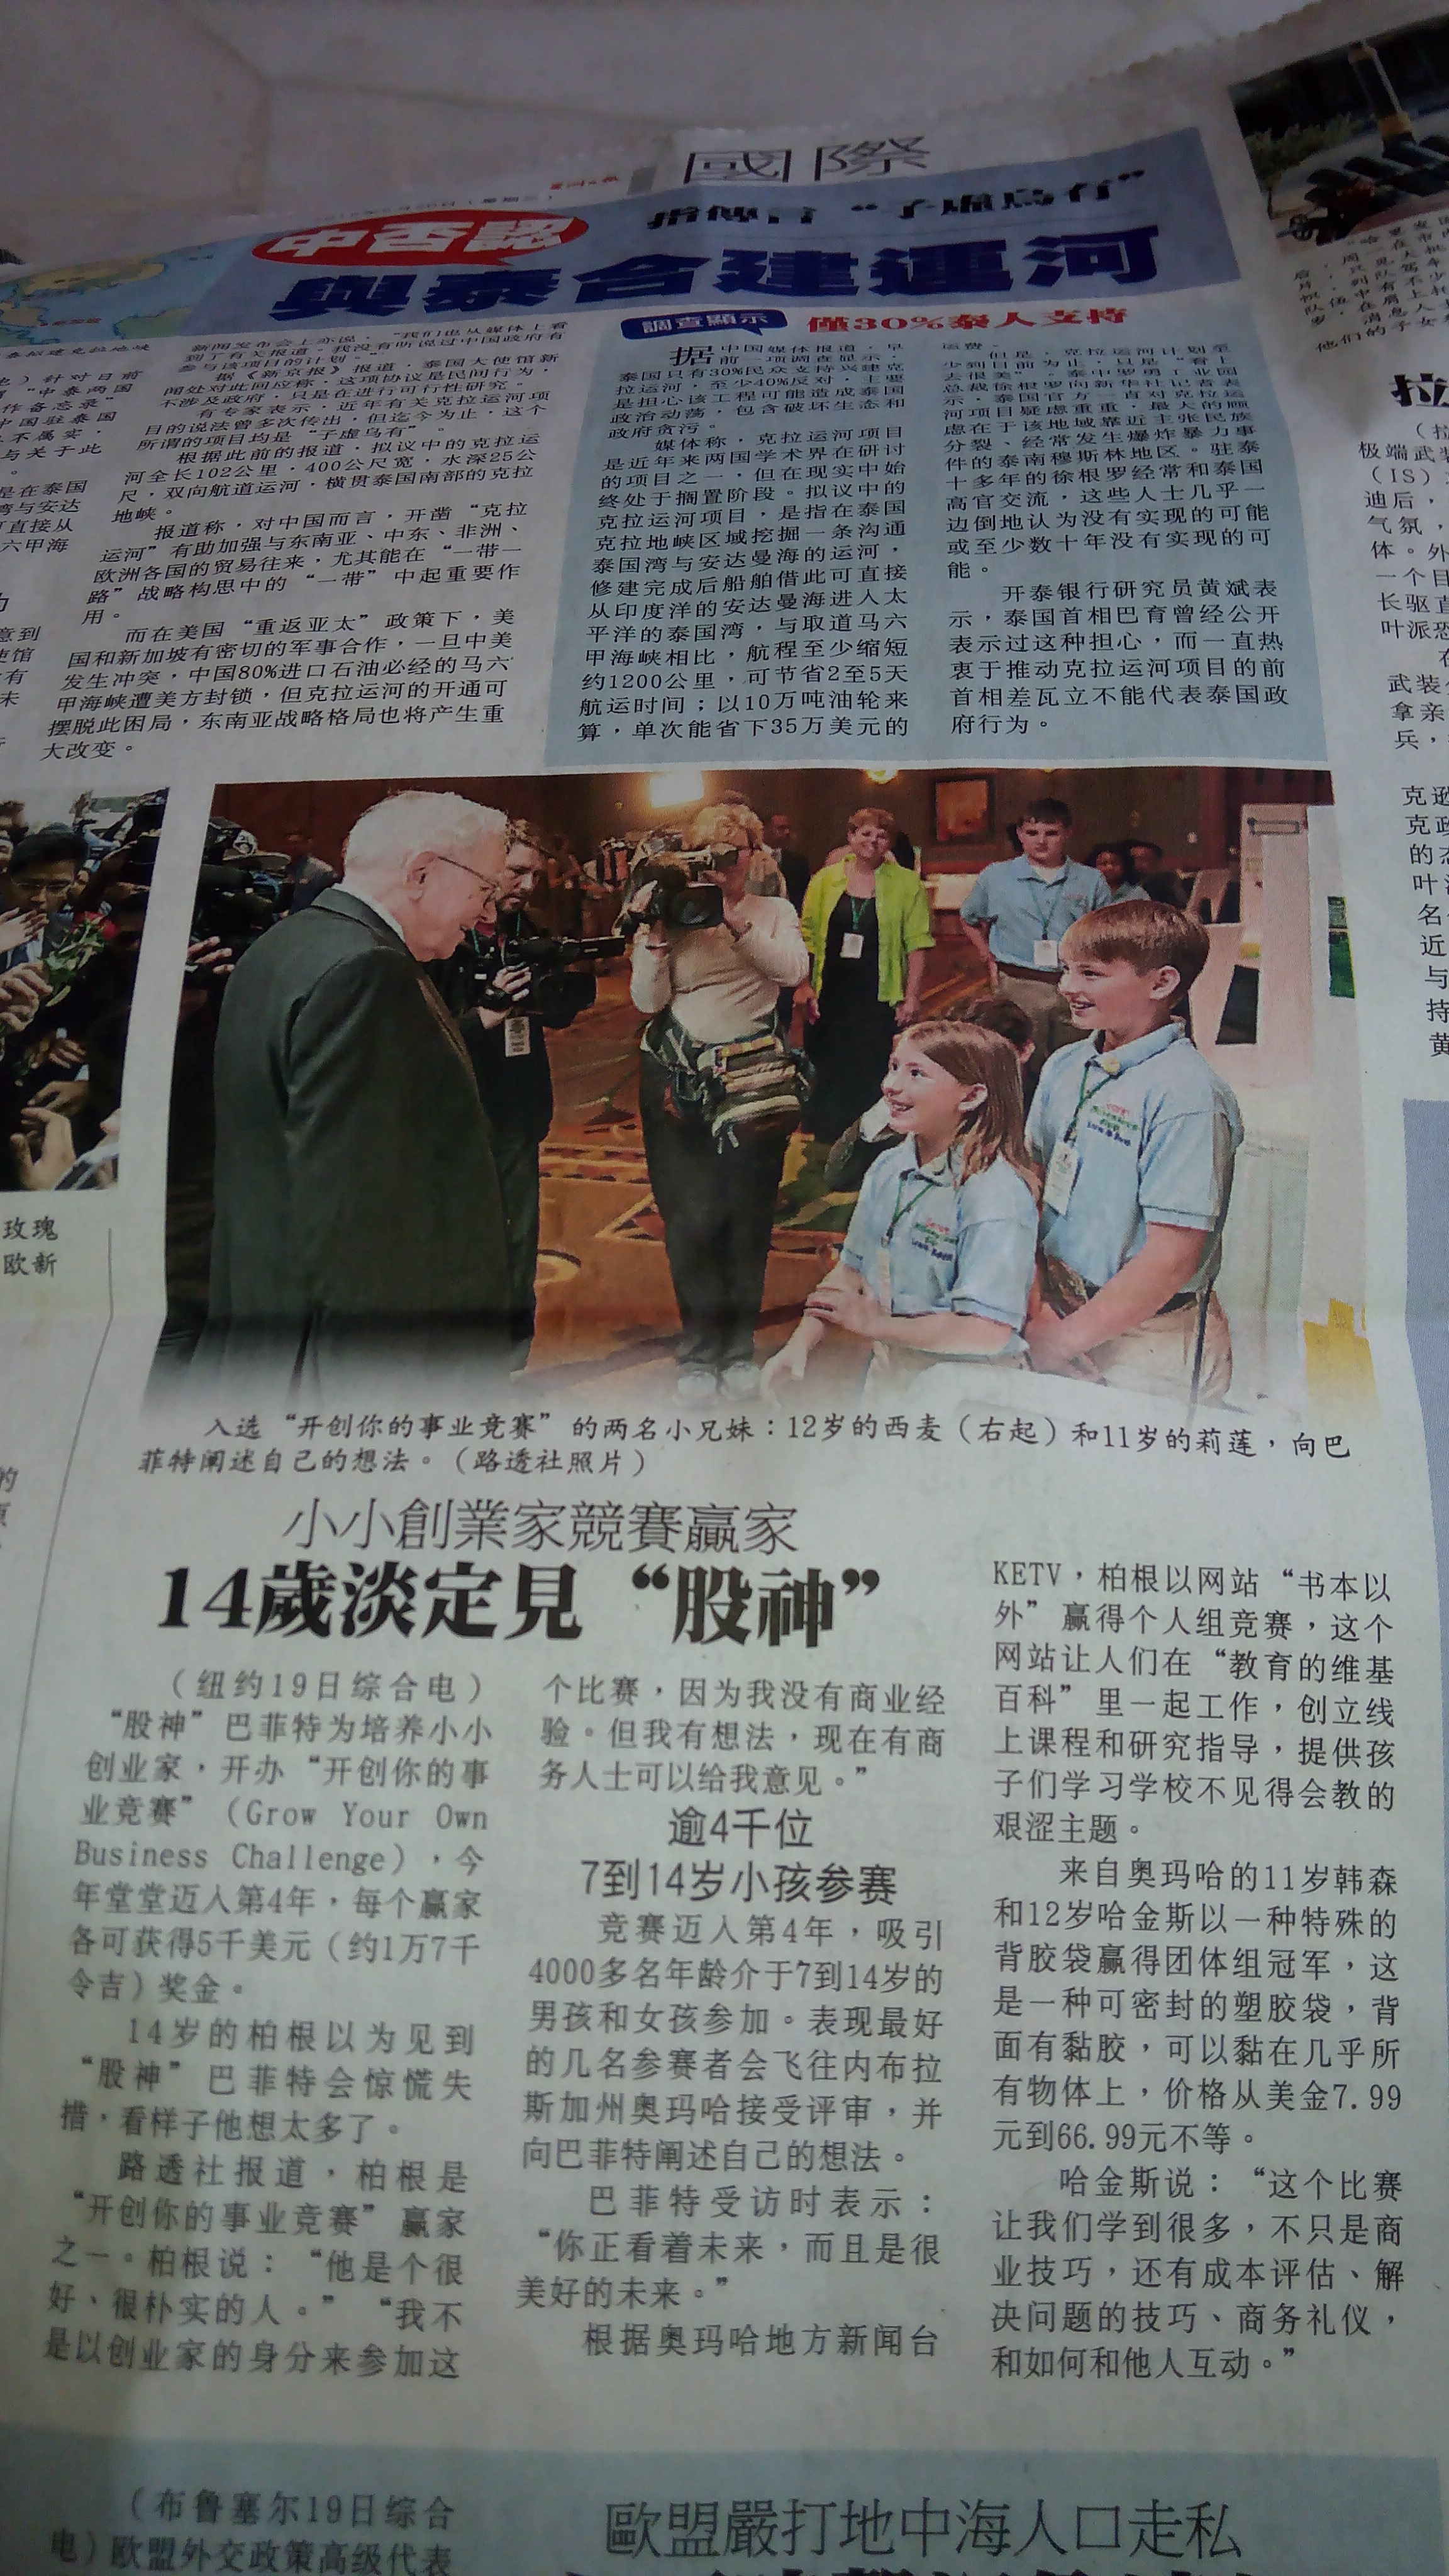 國際
中否認
指傳言“子虛烏有”
與泰合建運河
新闻发布会上亦说，“我们也从媒体上看
到了有关报道，我没有听说过中国政府有
参与该项目的计划。”
据《新京报》报道，泰国大使馆新
闻处对此回应称，这项协议是民间行为，
不涉及政府，只是在进行可行性研究。
有专家表示，近年有关克拉运河项
目的说法曾多次传出，但迄今为止，这个
所谓的项目均是“子虚乌有”。
根据此前的报道，拟议中的克拉运
河全长102公里，400公尺宽，水深25公
尺，双向航道运河，横贯泰国南部的克拉
地峡。
报道称，对中国而言，开凿“克拉
运河”有助加强与东南亚、中东、非洲、
欧洲各国的贸易往来，尤其能在“一带一
路”战略构思中的“一带”中起重要作
用。
而在美国“重返亚太”政策下，美
国和新加坡有密切的军事合作，一旦中美
发生冲突，中国80%进口石油必经的马六
甲海峡遭美方封锁，但克拉运河的开通可
摆脱此困局，东南亚战略格局也将产生重
大改变。
調查顯示
僅30%泰人支持
据中国媒体报道，早
前一项调查显示，
泰国只有30%民众支持兴建克
拉运河，至少40%反对，主要
是担心该工程可能造成泰国
政治动荡，包含破坏生态和
政府贪污。
媒体称，克拉运河项目
是近年来两国学术界在研讨
的项目之一，但在现实中始
终处于搁置阶段。拟议中的
克拉运河项目，是指在泰国
克拉地峡区域挖掘一条沟通
泰国湾与安达曼海的运河，
修建完成后船舶借此可直接
从印度洋的安达曼海进入太
平洋的泰国湾，与取道马六
甲海峡相比，航程至少缩短
约1200公里，可节省2至5天
航运时间；以10万吨油轮来
算，单次能省下35万美元的
运费。
但是，克拉运河计划至
少到目前为止，只是“看上
去很美”。泰中罗勇工业园
总裁徐根罗向新华社记者表
示，泰国官方一直对克拉运
河项目疑虑重重，最大的顾
虑在于该地域靠近主张民族
分裂、经常发生爆炸暴力事
件的泰南穆斯林地区。驻泰
十多年的徐根罗经常和泰国
高官交流，这些人士几乎一
边倒地认为没有实现的可能
或至少数十年没有实现的可
能。
开泰银行研究员黄斌表
示，泰国首相巴育曾经公开
表示过这种担心，而一直热
衷于推动克拉运河项目的前
首相差瓦立不能代表泰国政
府行为。
玫瑰
欧新
入选“开创你的事业竞赛”的两名小兄妹：12岁的西麦（右起）和11岁的莉莲，向巴
菲特阐述自己的想法。（路透社照片）
小小創業家競賽贏家
14歲淡定見“股神”
（纽约19日综合电）
“股神”巴菲特为培养小小
创业家，开办“开创你的事
业竞赛”（Grow Your Own
Business Challenge），今
年堂堂迈入第4年，每个赢家
各可获得5千美元（约1万7千
令吉）奖金。
14岁的柏根以为见到
“股神”巴菲特会惊慌失
措，看样子他想太多了。
路透社报道，柏根是
“开创你的事业竞赛”赢家
之一。柏根说：“他是个很
好、很朴实的人。”“我不
是以创业家的身分来参加这
个比赛，因为我没有商业经
验。但我有想法，现在有商
务人士可以给我意见。”
逾4千位
7到14岁小孩参赛
竞赛迈入第4年，吸引
4000多名年龄介于7到14岁的
男孩和女孩参加。表现最好
的几名参赛者会飞往内布拉
斯加州奥玛哈接受评审，并
向巴菲特阐述自己的想法。
巴菲特受访时表示：
“你正看着未来，而且是很
美好的未来。”
根据奥玛哈地方新闻台
KETV，柏根以网站“书本以
外”赢得个人组竞赛，这个
网站让人们在“教育的维基
百科”里一起工作，创立线
上课程和研究指导，提供孩
子们学习学校不见得会教的
艰涩主题。
来自奥玛哈的11岁韩森
和12岁哈金斯以一种特殊的
背胶袋赢得团体组冠军，这
是一种可密封的塑胶袋，背
面有黏胶，可以黏在几乎所
有物体上，价格从美金7.99
元到66.99元不等。
哈金斯说：“这个比赛
让我们学到很多，不只是商
业技巧，还有成本评估、解
决问题的技巧、商务礼仪，
和如何和他人互动。”
（布鲁塞尔19日综合
电）欧盟外交政策高级代表
歐盟嚴打地中海人口走私